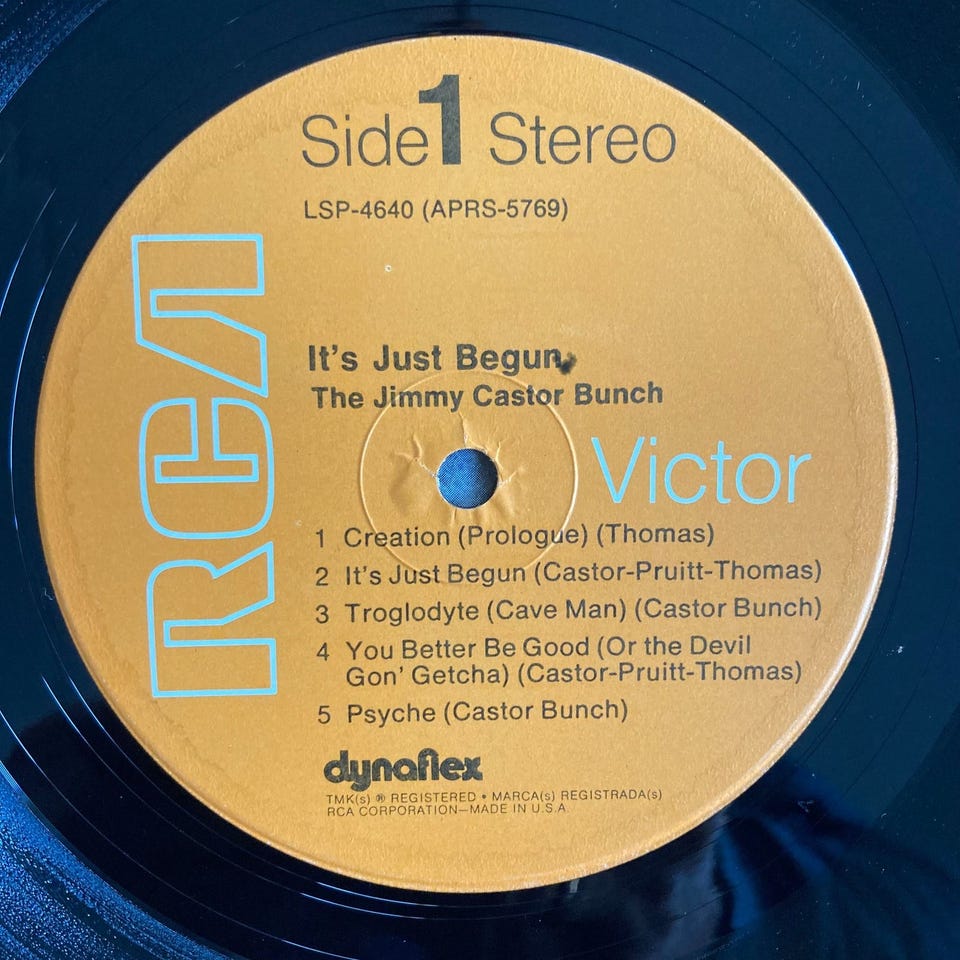 Side 1 Stereo
LSP-4640 (APRS-5769)
RCA
It's Just Begun
The Jimmy Castor Bunch
Victor
1 Creation (Prologue) (Thomas)
2 It's Just Begun (Castor-Pruitt-Thomas)
3 Troglodyte (Cave Man) (Castor Bunch)
4 You Better Be Good (Or the Devil
Gon' Getcha) (Castor-Pruitt-Thomas)
5 Psyche (Castor Bunch)
dynaflex
TMK(s) ® REGISTERED • MARCA(s) REGISTRADA(s)
RCA CORPORATION—MADE IN U.S.A.